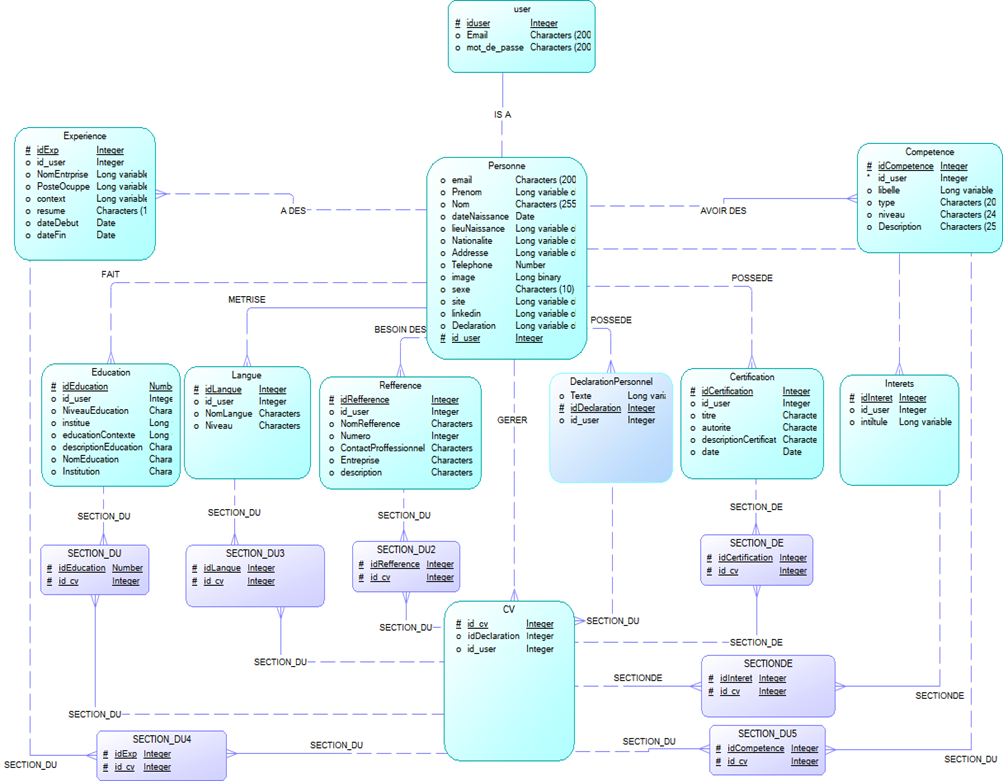 user
# iduser Integer
o Email Characters (200
o mot_de_passe Characters (200
IS A
Experience
# idExp Integer
o id_user Integer
o NomEntrprise Long variable
o PosteOcuppe Long variable
o context Long variable
o resume Characters (1
o dateDebut Date
o dateFin Date
A DES
Personne
o email Characters (200
o Prenom Long variable c
o Nom Characters (255
o dateNaissance Date
o lieuNaissance Long variable c
o Nationalite Long variable c
o Addresse Long variable c
o Telephone Number
o image Long binary
o sexe Characters (10)
o site Long variable c
o linkedin Long variable c
o Declaration Long variable c
# id_user Integer
AVOIR DES
Competence
# idCompetence Integer
* id_user Integer
o libelle Long variable
o type Characters (20
o niveau Characters (24
o Description Characters (25
FAIT
METRISE
BESOIN DES
POSSEDE
POSSEDE
GERER
Education
# idEducation Numb
o id_user Intege
o NiveauEducation Chara
o institue Long
o educationContexte Long
o descriptionEducation Chara
o NomEducation Chara
o Institution Chara
Langue
# idLangue Integer
o id_user Integer
o NomLangue Characters
o Niveau Characters
Refference
# idRefference Integer
o id_user Integer
o NomRefference Characters
o Numero Integer
o ContactProffessionnel Characters
o Entreprise Characters
o description Characters
DeclarationPersonnel
o Texte Long varia
# idDeclaration Integer
o id_user Integer
Certification
# idCertification Integer
o id_user Integer
o titre Characte
o autorite Characte
o descriptionCertificat Characte
o date Date
Interets
# idInteret Integer
o id_user Integer
o intiltule Long variable
SECTION_DU
SECTION_DU
SECTION_DU
SECTION_DE
SECTION_DU
# idEducation Number
# id_cv Integer
SECTION_DU3
# idLangue Integer
# id_cv Integer
SECTION_DU2
# idRefference Integer
# id_cv Integer
SECTION_DE
# idCertification Integer
# id_cv Integer
CV
# id_cv Integer
o idDeclaration Integer
o id_user Integer
SECTION_DU
SECTION_DU
SECTION_DE
SECTION_DU
SECTIONDE
SECTIONDE
# idInteret Integer
# id_cv Integer
SECTIONDE
SECTION_DU
SECTION_DU4
# idExp Integer
# id_cv Integer
SECTION_DU
SECTION_DU
SECTION_DU5
# idCompetence Integer
# id_cv Integer
SECTION_DU
SECTION_DU